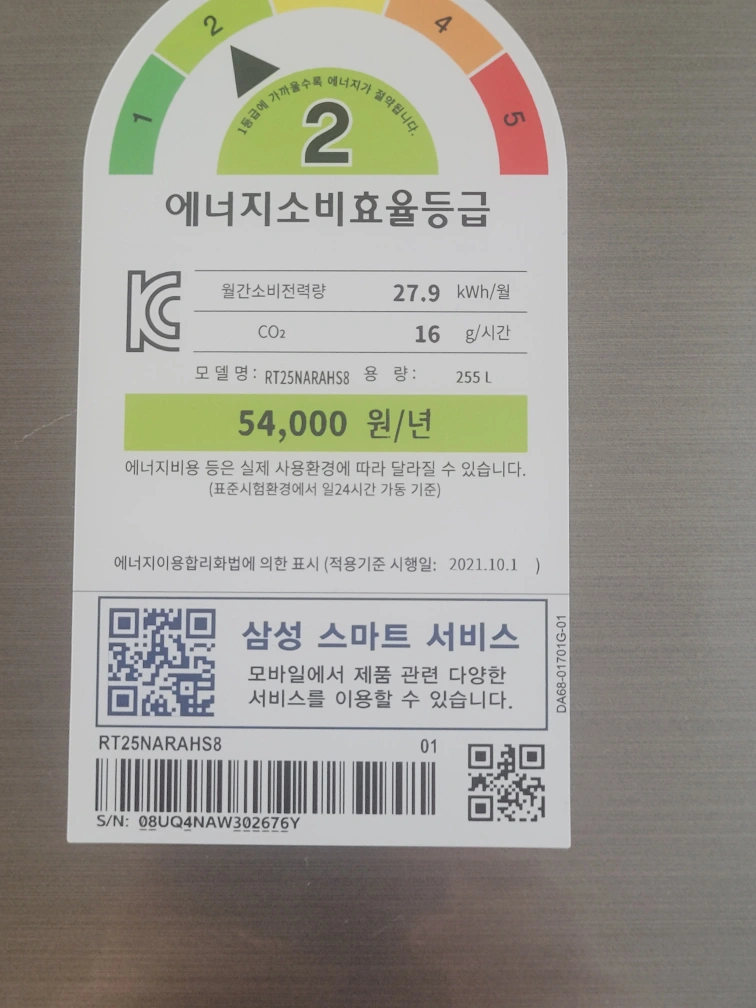 2
4
1
5
1등급에 가까울수록 에너지가 절약됩니다.
2
에너지소비효율등급
월간소비전력량 27.9 kWh/월
CO₂ 16 g/시간
모델명: RT25NARAHS8 용 량: 255 L
54,000 원/년
에너지비용 등은 실제 사용환경에 따라 달라질 수 있습니다.
(표준시험환경에서 일24시간 가동 기준)
에너지이용합리화법에 의한 표시 (적용기준 시행일: 2021.10.1 )
삼성 스마트 서비스
모바일에서 제품 관련 다양한
서비스를 이용할 수 있습니다.
DA68-01701G-01
RT25NARAHS8 01
S/N: 08UQ4NAW302676Y